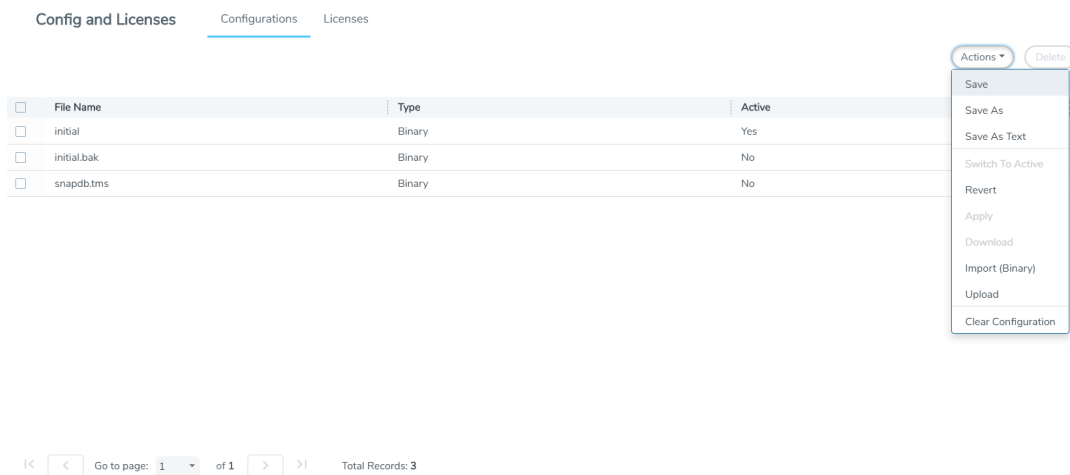 Config and Licenses Configurations Licenses
Actions Delete
Save
Save As
Save As Text
Switch To Active
Revert
Apply
Download
Import (Binary)
Upload
Clear Configuration
File Name Type Active
initial Binary Yes
initial.bak Binary No
snapdb.tms Binary No
Go to page: 1 of 1 Total Records: 3